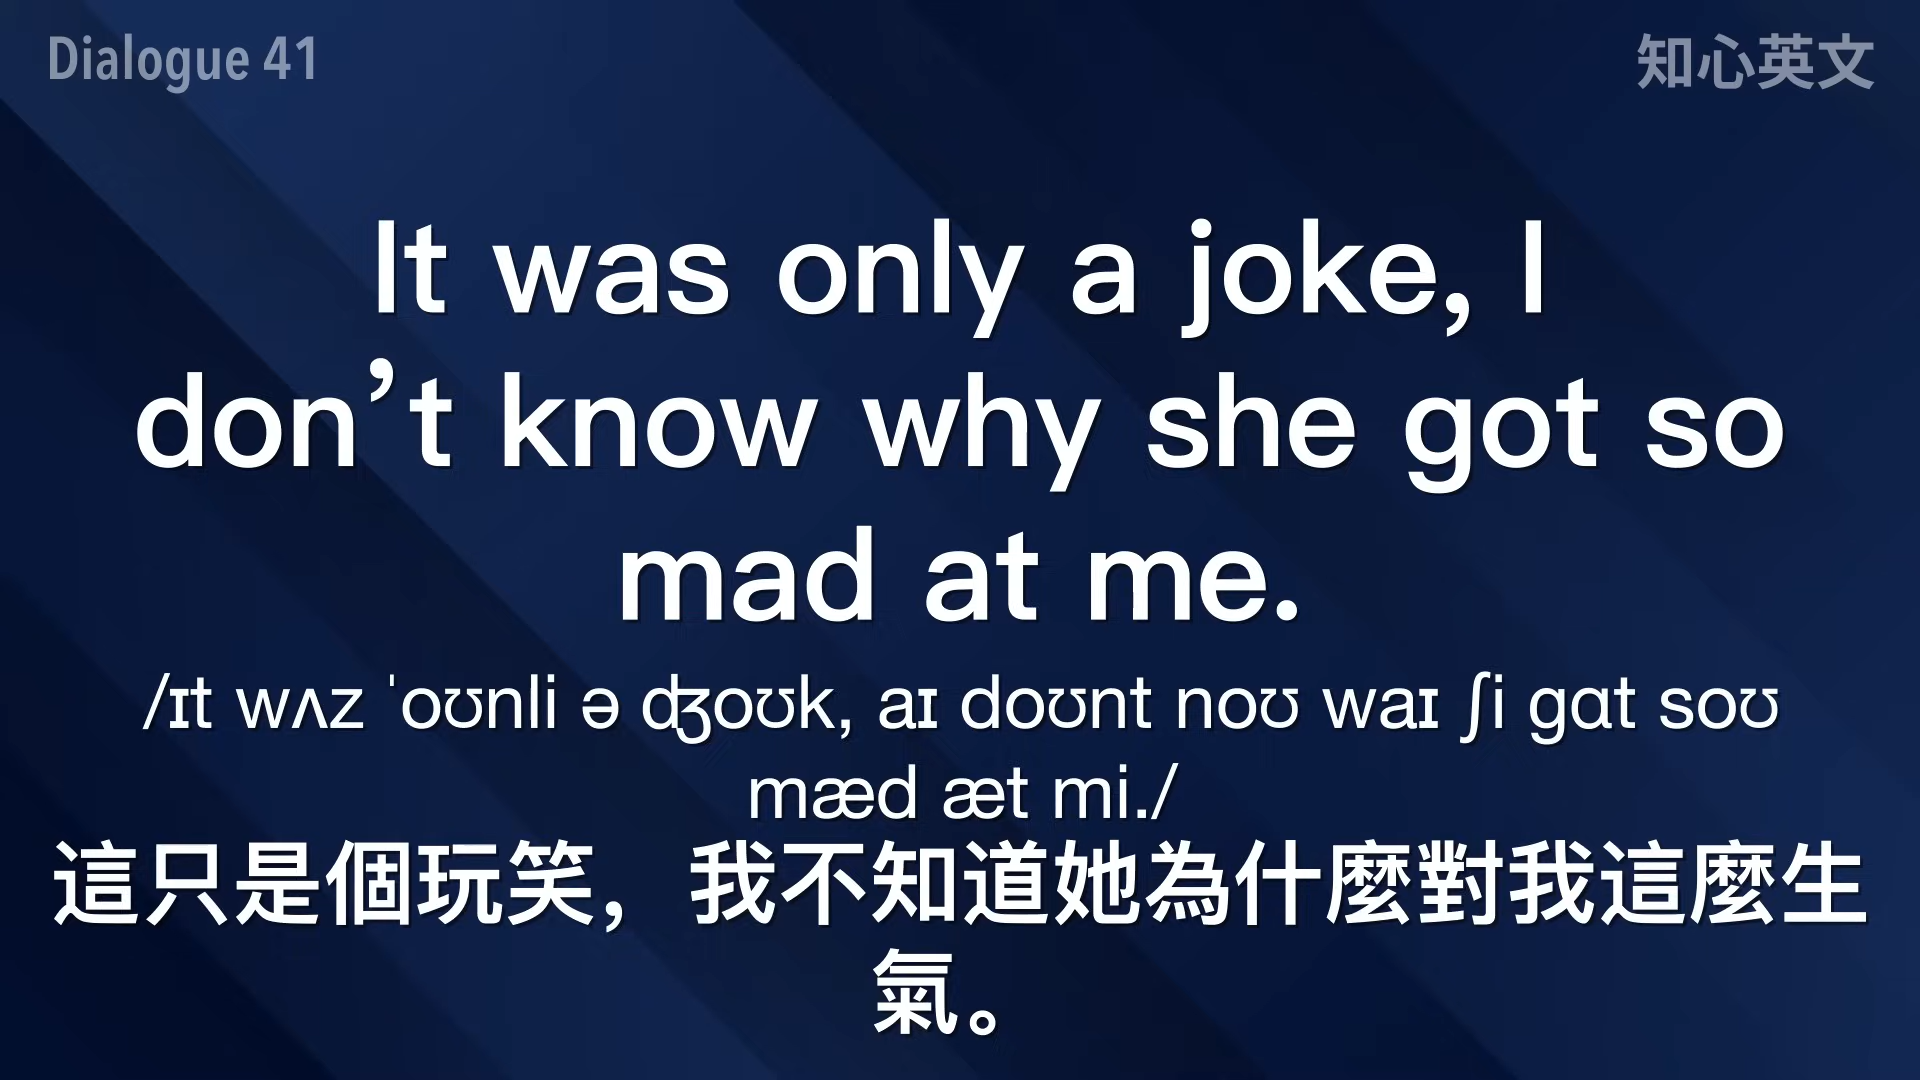 Dialogue 41
知心英文
It was only a joke, I
don’t know why she got so
mad at me.
/ɪt wʌz ˈoʊnli ə ʤoʊk, aɪ doʊnt noʊ waɪ ʃi gɑt soʊ
mæd æt mi./
這只是個玩笑，我不知道她為什麼對我這麼生
氣。